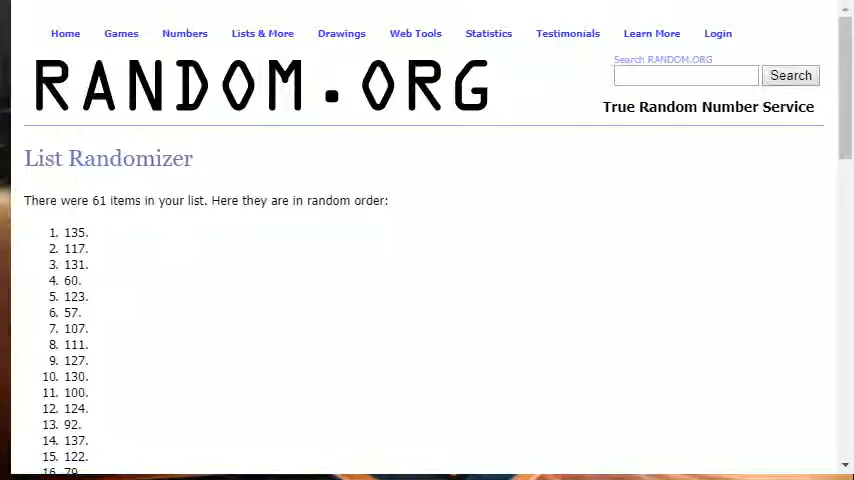 Home Games Numbers Lists & More Drawings Web Tools Statistics Testimonials Learn More Login
RANDOM.ORG
Search RANDOM.ORG
Search
True Random Number Service
List Randomizer
There were 61 items in your list. Here they are in random order:
1. 135.
2. 117.
3. 131.
4. 60.
5. 123.
6. 57.
7. 107.
8. 111.
9. 127.
10. 130.
11. 100.
12. 124.
13. 92.
14. 137.
15. 122.
16. 79.